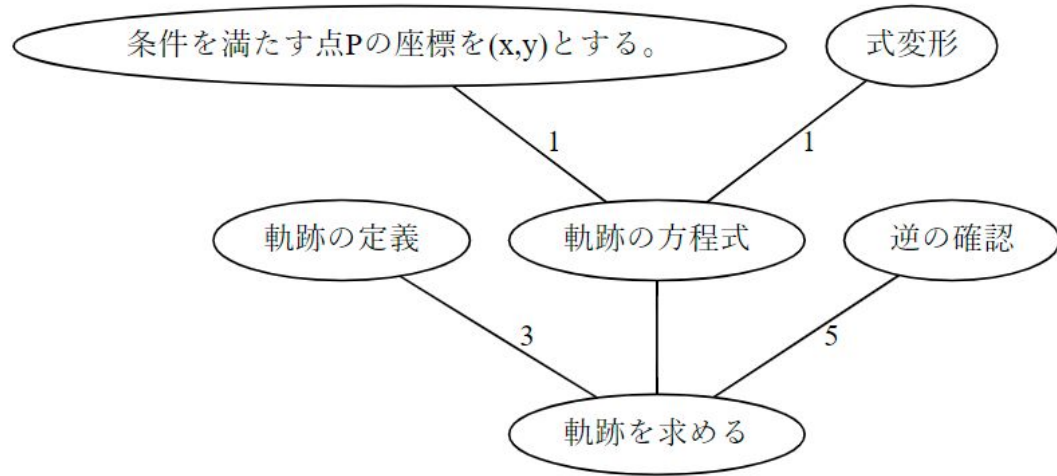 条件を満たす点Pの座標を(x,y)とする。
式変形
1
1
軌跡の定義
軌跡の方程式
逆の確認
3
5
軌跡を求める